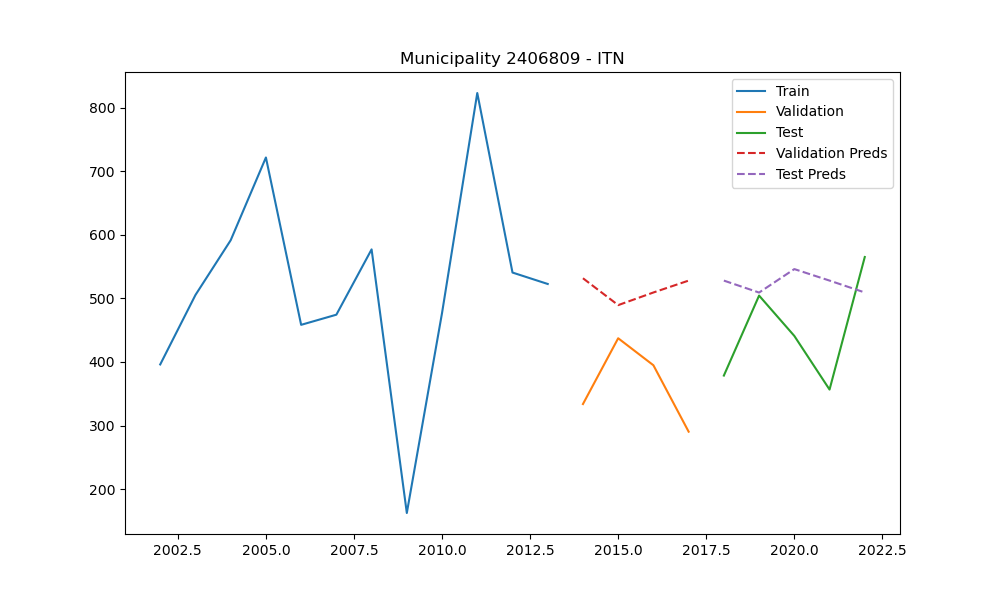 Municipality 2406809 - ITN
Train
Validation
Test
Validation Preds
Test Preds
800
700
600
500
400
300
200
2002.5 2005.0 2007.5 2010.0 2012.5 2015.0 2017.5 2020.0 2022.5